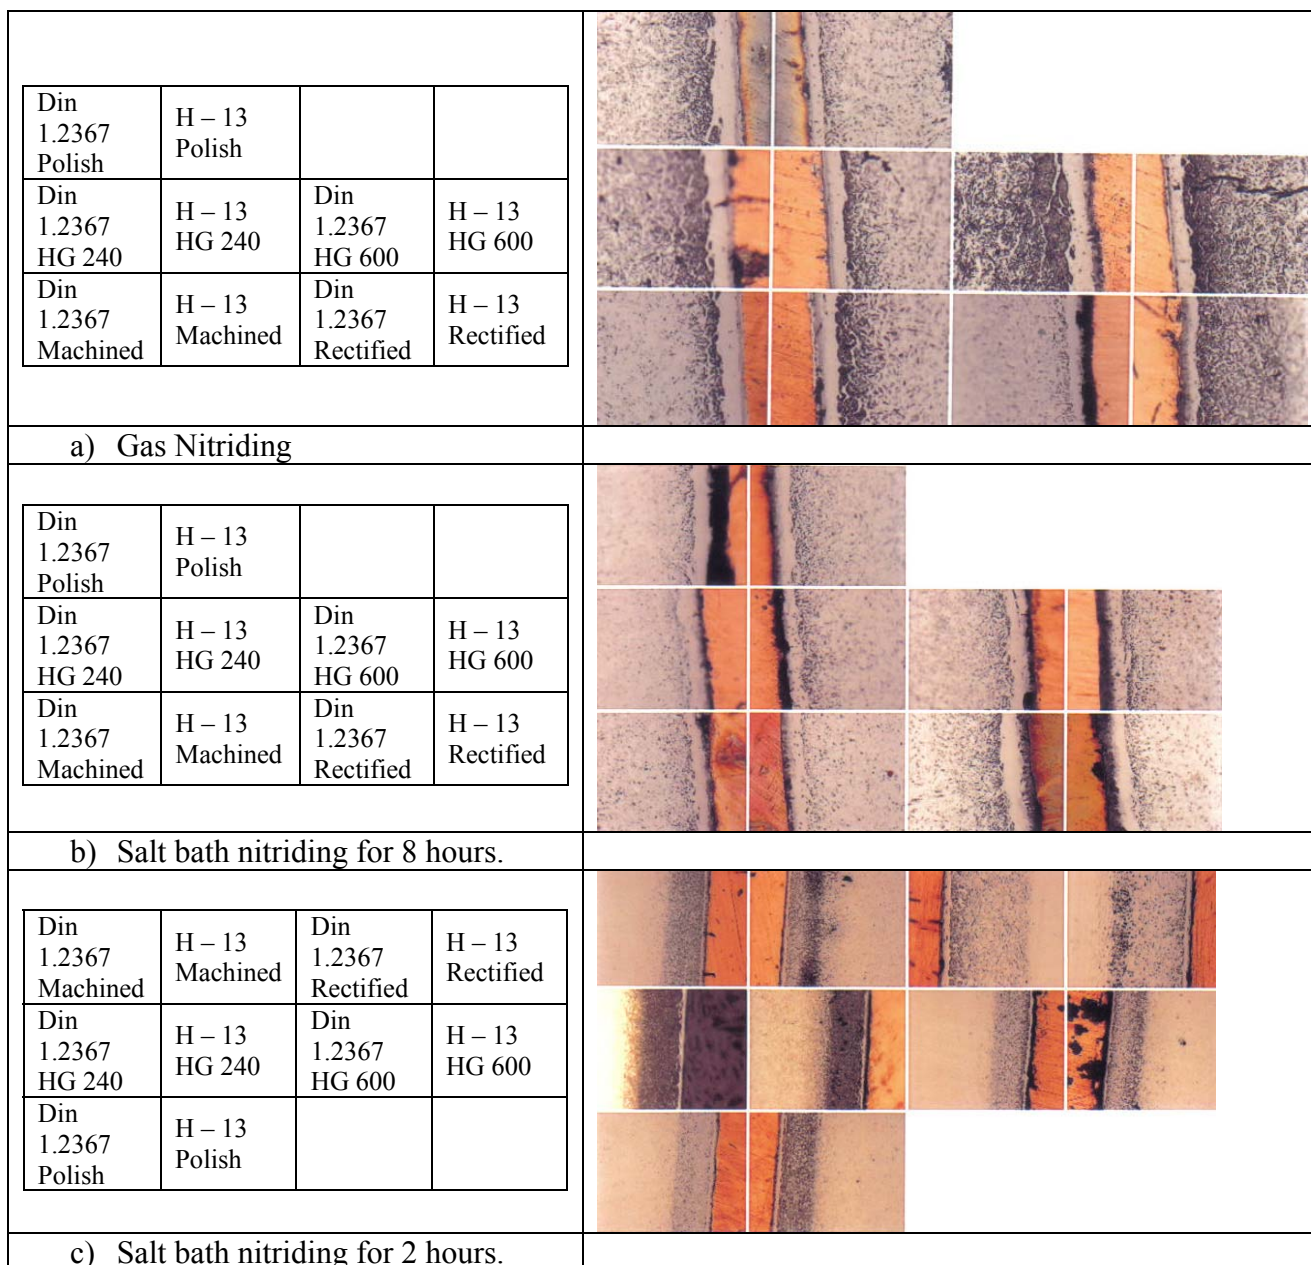 Din
1.2367
Polish
H – 13
Polish
Din
1.2367
HG 240
H – 13
HG 240
Din
1.2367
HG 600
H – 13
HG 600
Din
1.2367
Machined
H – 13
Machined
Din
1.2367
Rectified
H – 13
Rectified
a) Gas Nitriding
Din
1.2367
Polish
H – 13
Polish
Din
1.2367
HG 240
H – 13
HG 240
Din
1.2367
HG 600
H – 13
HG 600
Din
1.2367
Machined
H – 13
Machined
Din
1.2367
Rectified
H – 13
Rectified
b) Salt bath nitriding for 8 hours.
Din
1.2367
Machined
H – 13
Machined
Din
1.2367
Rectified
H – 13
Rectified
Din
1.2367
HG 240
H – 13
HG 240
Din
1.2367
HG 600
H – 13
HG 600
Din
1.2367
Polish
H – 13
Polish
c) Salt bath nitriding for 2 hours.